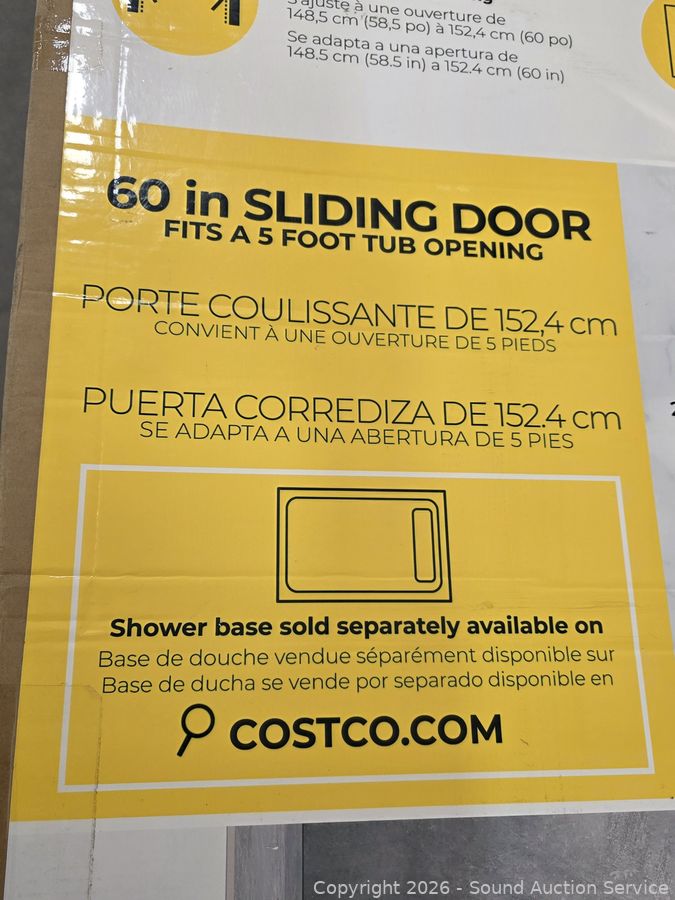 S'ajuste à une ouverture de
148,5 cm (58,5 po) à 152,4 cm (60 po)
Se adapta a una apertura de
148.5 cm (58.5 in) a 152.4 cm (60 in)
60 in SLIDING DOOR
FITS A 5 FOOT TUB OPENING
PORTE COULISSANTE DE 152,4 cm
CONVIENT À UNE OUVERTURE DE 5 PIEDS
PUERTA CORREDIZA DE 152.4 cm
SE ADAPTA A UNA ABERTURA DE 5 PIES
Shower base sold separately available on
Base de douche vendue séparément disponible sur
Base de ducha se vende por separado disponible en
COSTCO.COM
Copyright 2026 - Sound Auction Service